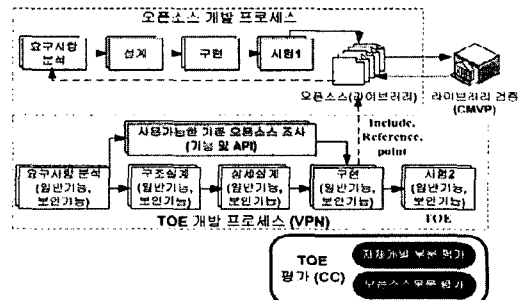 오픈소스 개발 프로세스
요구사항
분석
설계
구현
시험1
오픈소스(라이브러리)
라이브러리 검증
(CMVP)
Include,
Reference,
point
사용가능한 기존 오픈소스 조사
(기능 및 API)
요구사항 분석
(일반기능,
보안기능)
구조설계
(일반기능,
보안기능)
상세설계
(일반기능,
보안기능)
구현
(일반기능,
보안기능)
시험2
(일반기능,
보안기능)
TOE 개발 프로세스 (VPN)
TOE
TOE
평가 (CC)
자체개발 부분 평가
오픈소스부분 평가